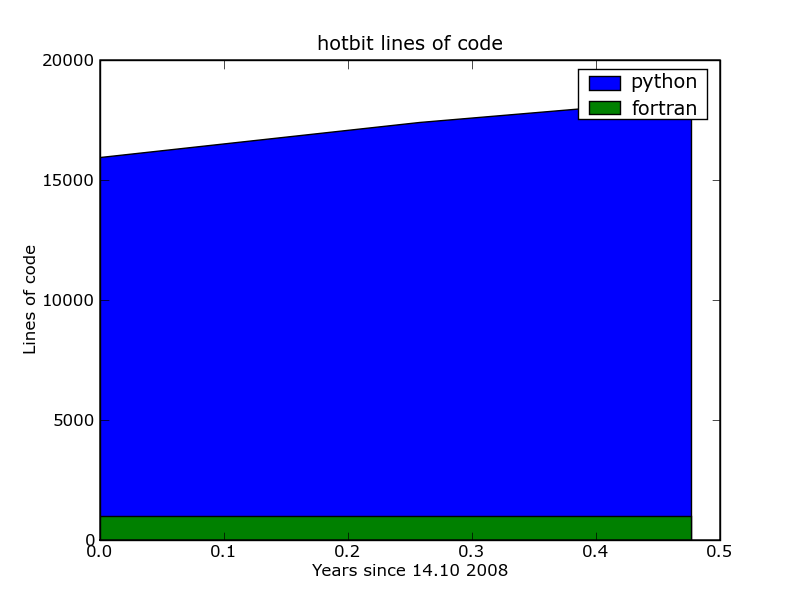 hotbit lines of code
python
fortran
20000
15000
10000
5000
0
Lines of code
0.0 0.1 0.2 0.3 0.4 0.5
Years since 14.10 2008